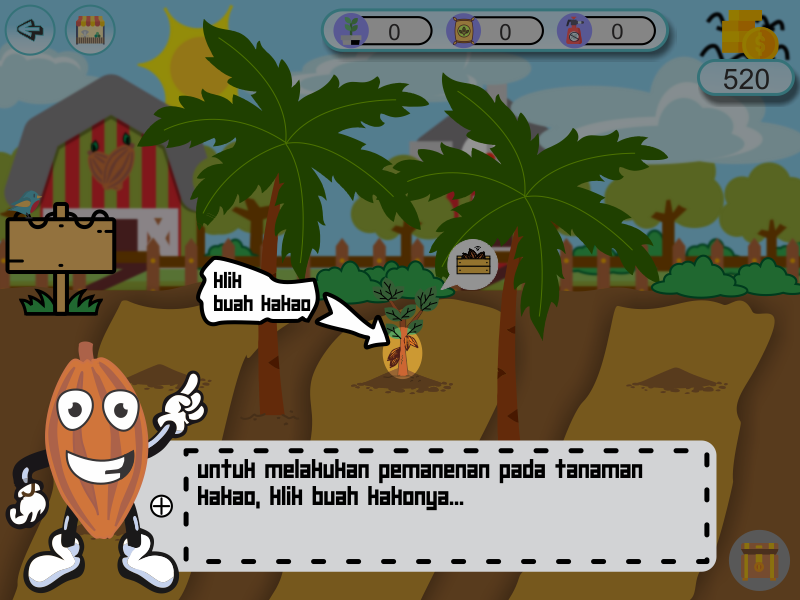 0
0
0
520
klik
buah kakao
untuk melakukan pemanenan pada tanaman
kakao, klik buah kakonya...